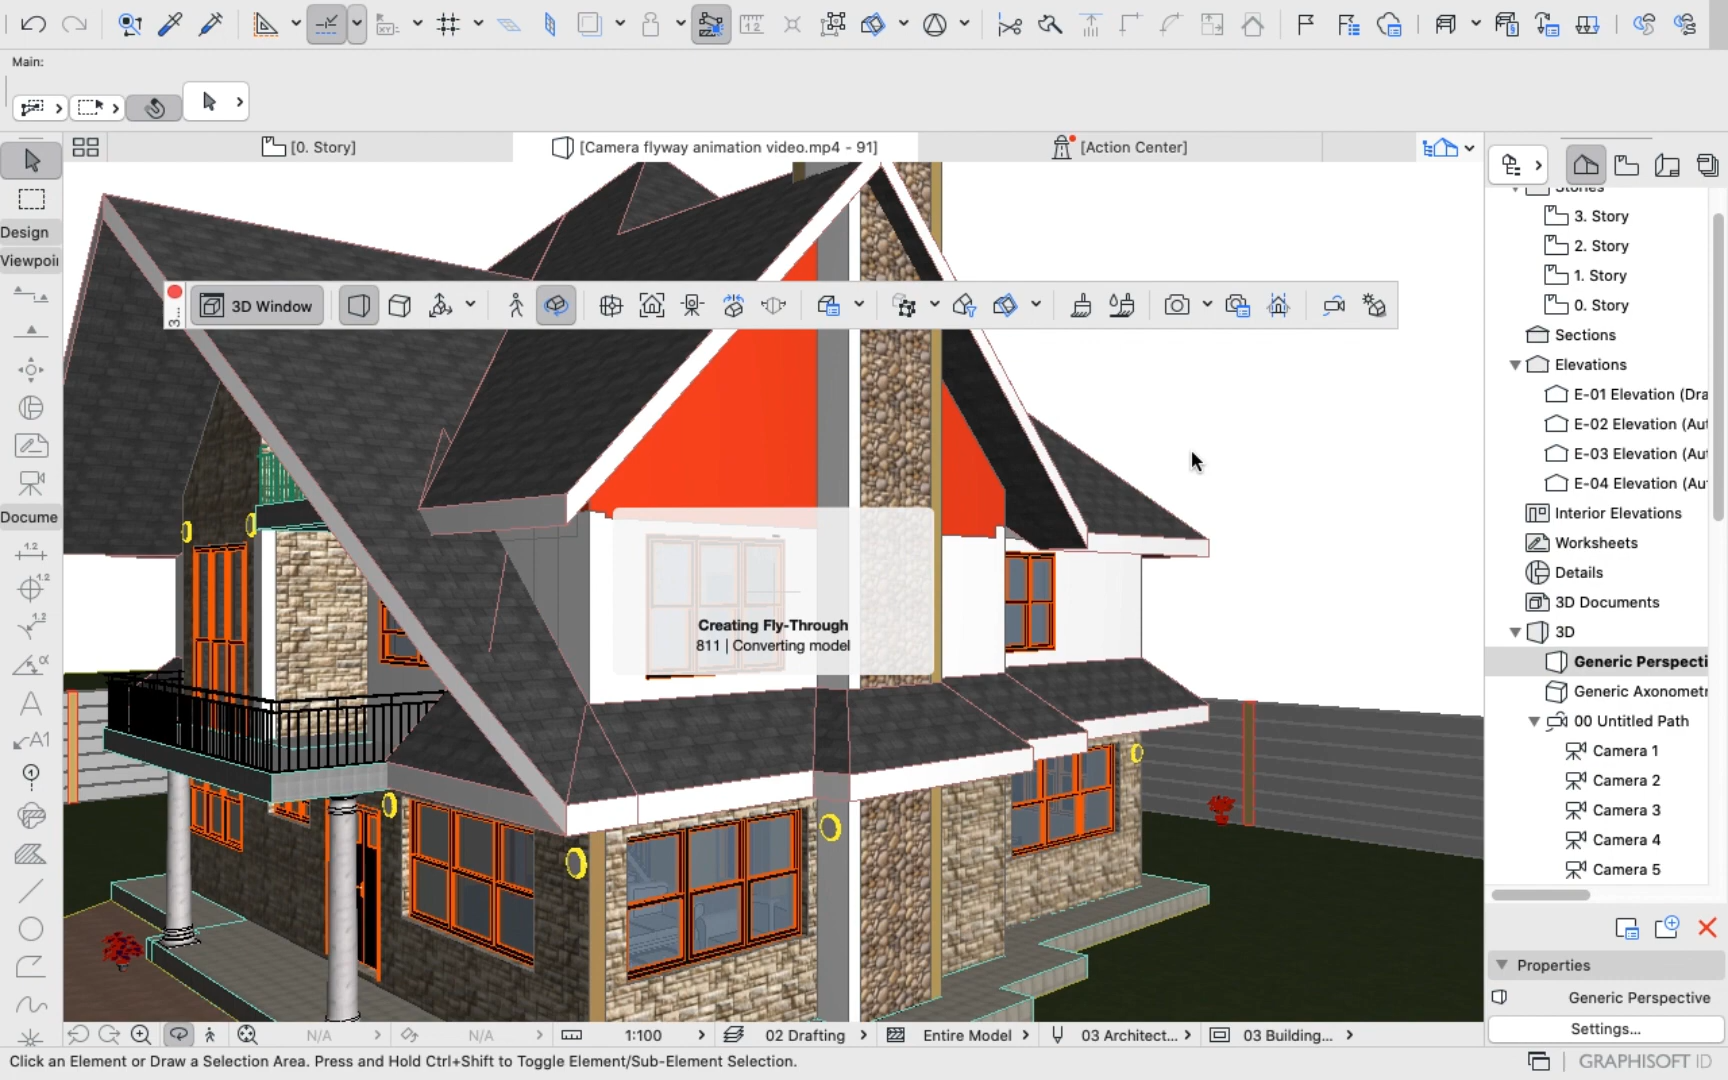 Main:
[0. Story]
[Camera flyway animation video.mp4 - 91]
[Action Center]
Design
Viewpoi
Docume
3...
3D Window
Creating Fly-Through
811 | Converting model
Stories
3. Story
2. Story
1. Story
0. Story
Sections
Elevations
E-01 Elevation (Dra
E-02 Elevation (Aut
E-03 Elevation (Aut
E-04 Elevation (Aut
Interior Elevations
Worksheets
Details
3D Documents
3D
Generic Perspecti
Generic Axonometr
00 Untitled Path
Camera 1
Camera 2
Camera 3
Camera 4
Camera 5
Properties
Generic Perspective
Settings...
N/A
N/A
1:100
02 Drafting
Entire Model
03 Architect...
03 Building...
Click an Element or Draw a Selection Area. Press and Hold Ctrl+Shift to Toggle Element/Sub-Element Selection.
GRAPHISOFT ID